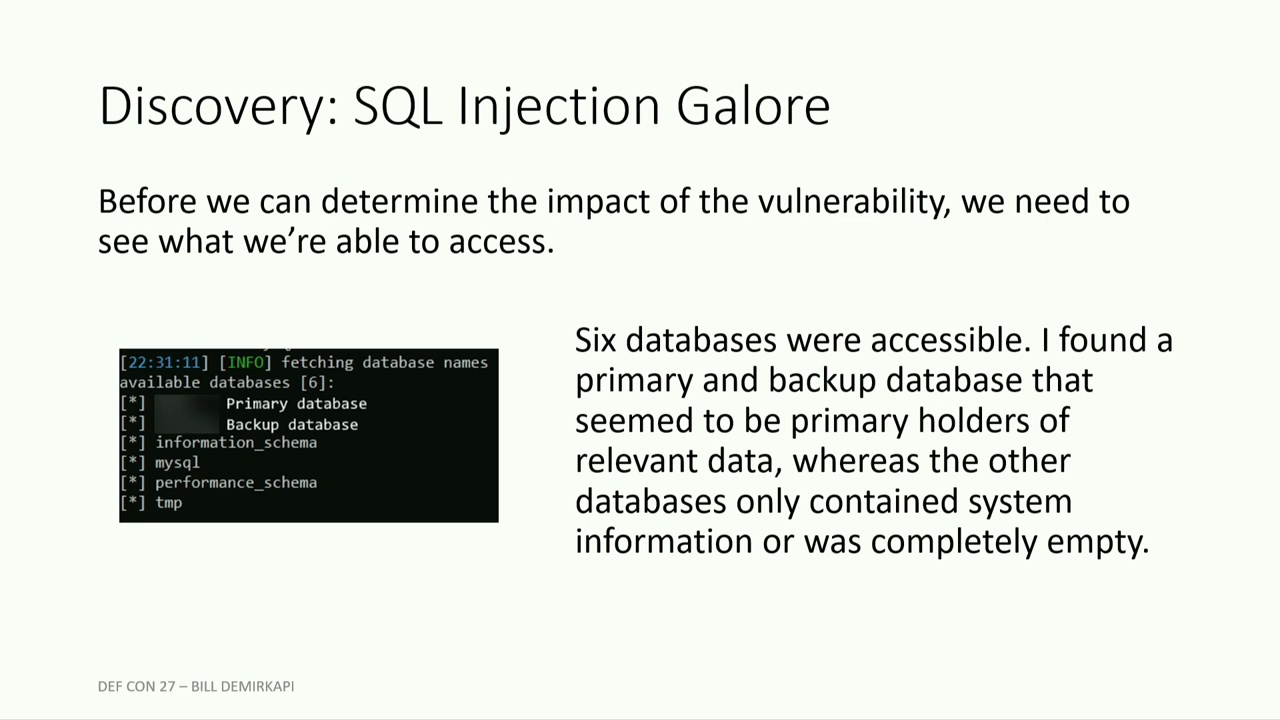 Discovery: SQL Injection Galore
Before we can determine the impact of the vulnerability, we need to
see what we're able to access.
[22:31:11] [INFO] fetching database names
available databases [6]:
[*] Primary database
[*] Backup database
[*] information_schema
[*] mysql
[*] performance_schema
[*] tmp
Six databases were accessible. I found a
primary and backup database that
seemed to be primary holders of
relevant data, whereas the other
databases only contained system
information or was completely empty.
DEF CON 27 – BILL DEMIRKAPI